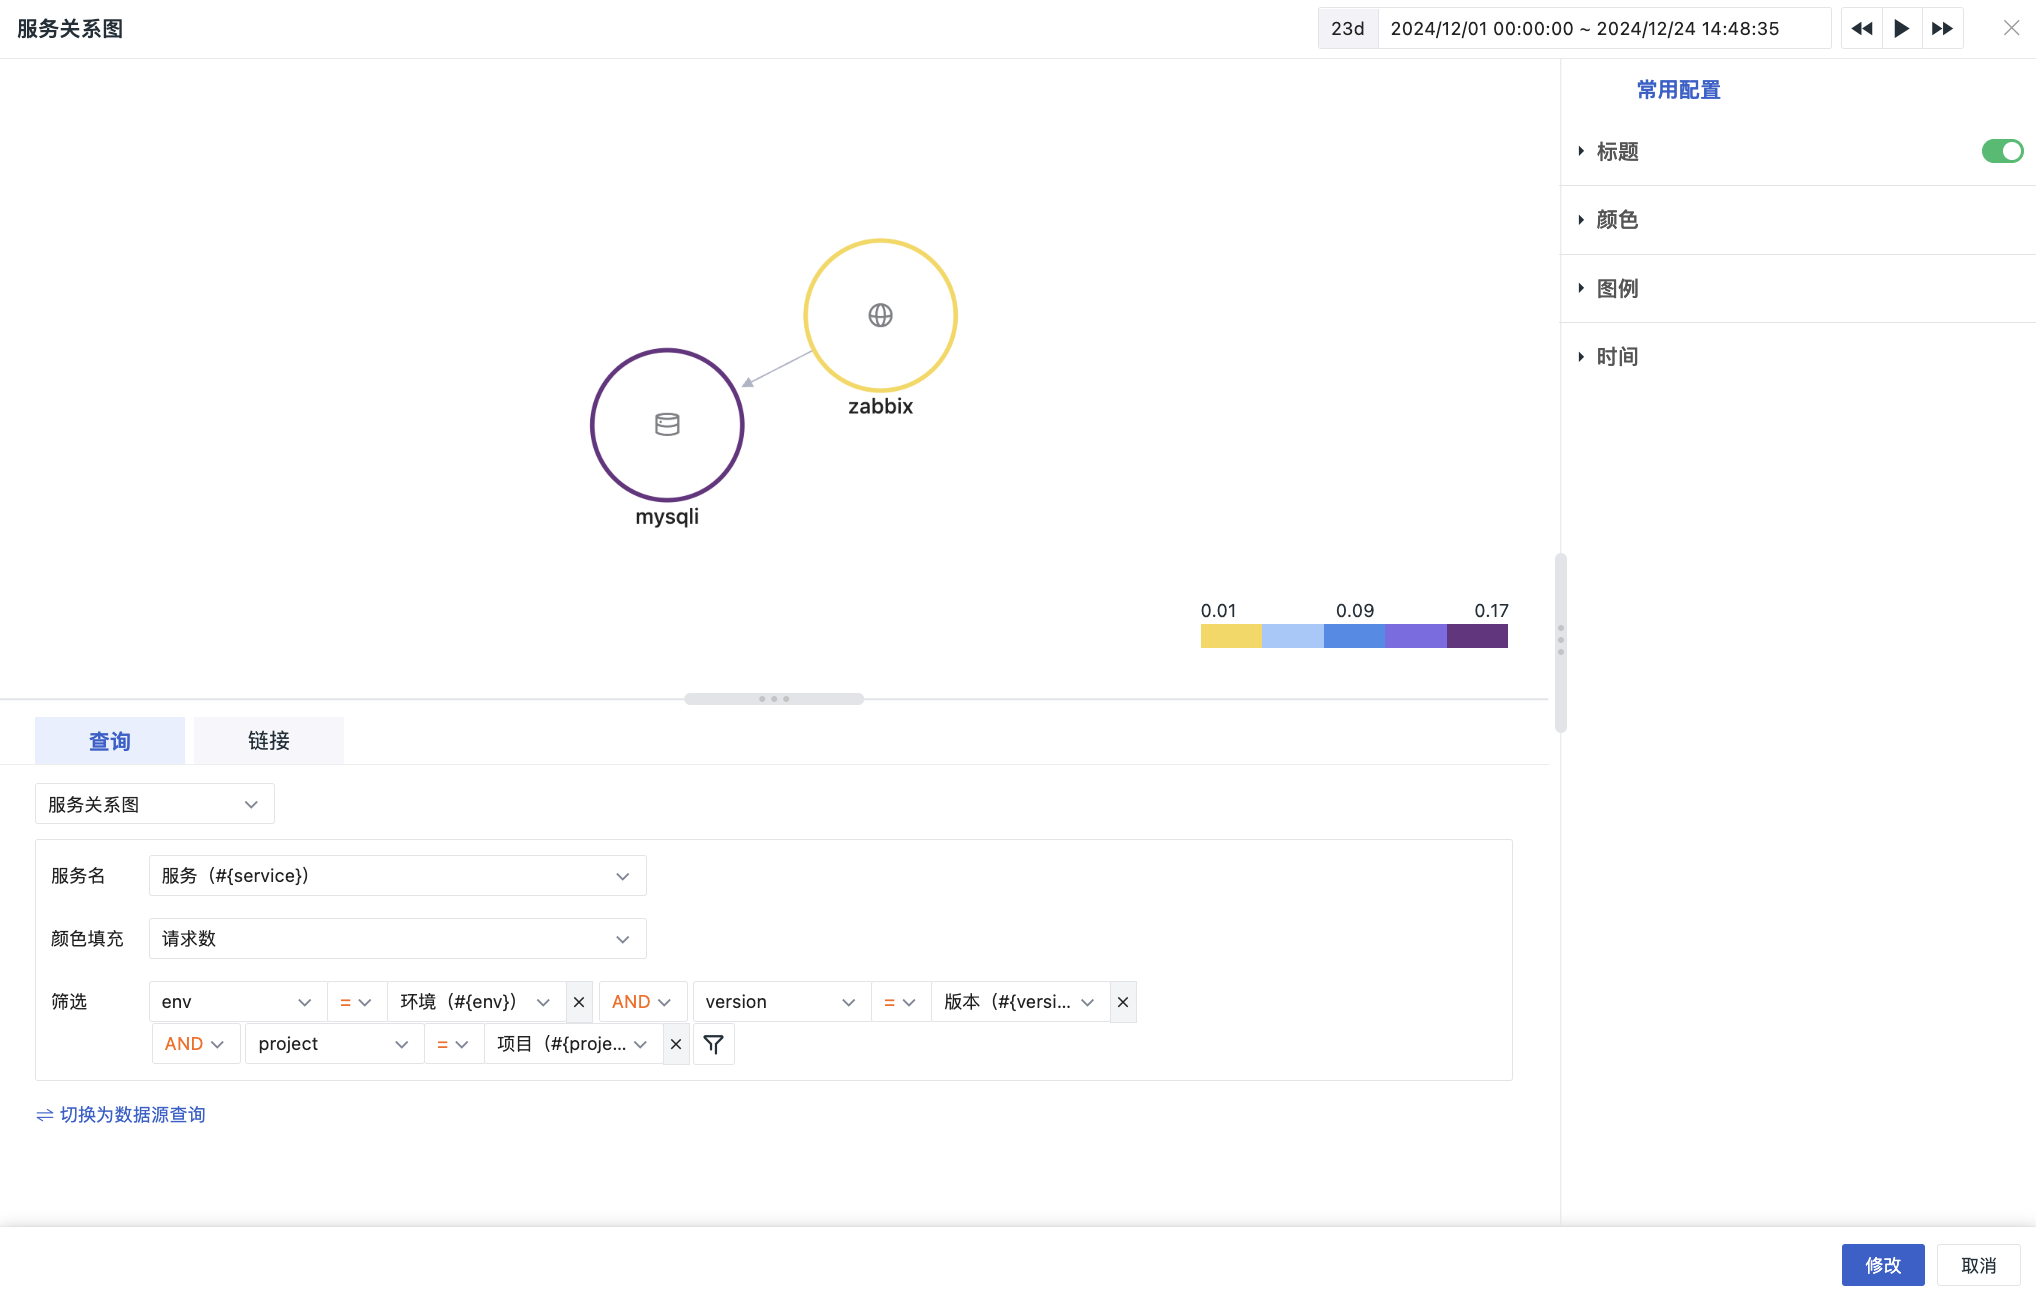 服务关系图
23d 2024/12/01 00:00:00 ~ 2024/12/24 14:48:35
常用配置
标题
颜色
图例
时间
zabbix
mysqli
0.01 0.09 0.17
查询 链接
服务关系图
服务名 服务（#{service}）
颜色填充 请求数
筛选 env = 环境（#{env}） × AND version = 版本（#{versi... ×
AND project = 项目（#{proje... ×
切换为数据源查询
修改 取消